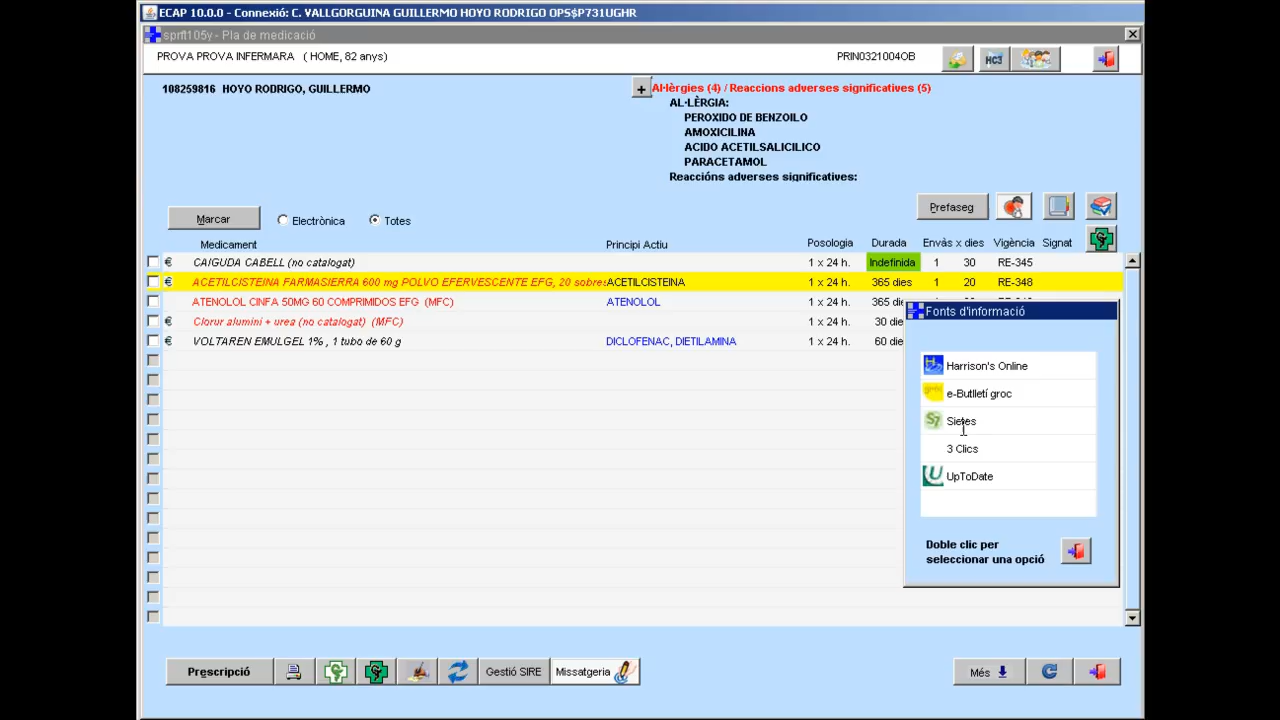 ECAP 10.0.0 - Connexió: C. VALLGORGUINA GUILLERMO HOYO RODRIGO OPS$P731UGHR
sprft105y - Pla de medicació
PROVA PROVA INFERMARA ( HOME, 82 anys) PRIN0321004OB HC3
108259816 HOYO RODRIGO, GUILLERMO
+ Al·lèrgies (4) / Reaccions adverses significatives (5)
AL·LÈRGIA:
PEROXIDO DE BENZOILO
AMOXICILINA
ACIDO ACETILSALICILICO
PARACETAMOL
Reaccións adverses significatives:
Marcar Electrònica Totes Prefaseg
Medicament Principi Actiu Posologia Durada Envàs x dies Vigència Signat
€ CAIGUDA CABELL (no catalogat) 1 x 24 h. Indefinida 1 30 RE-345
ACETILCISTEINA FARMASIERRA 600 mg POLVO EFERVESCENTE EFG, 20 sobres ACETILCISTEINA 1 x 24 h. 365 dies 1 20 RE-348
ATENOLOL CINFA 50MG 60 COMPRIMIDOS EFG (MFC) ATENOLOL 1 x 24 h. 365 die
€ Clorur alumini + urea (no catalogat) (MFC) 1 x 24 h. 30 die
€ VOLTAREN EMULGEL 1% , 1 tubo de 60 g DICLOFENAC, DIETILAMINA 1 x 24 h. 60 die
Fonts d'informació
Harrison's Online
e-Butlletí groc
Sietes
3 Clics
UpToDate
Doble clic per
seleccionar una opció
Prescripció Gestió SIRE Missatgeria Més